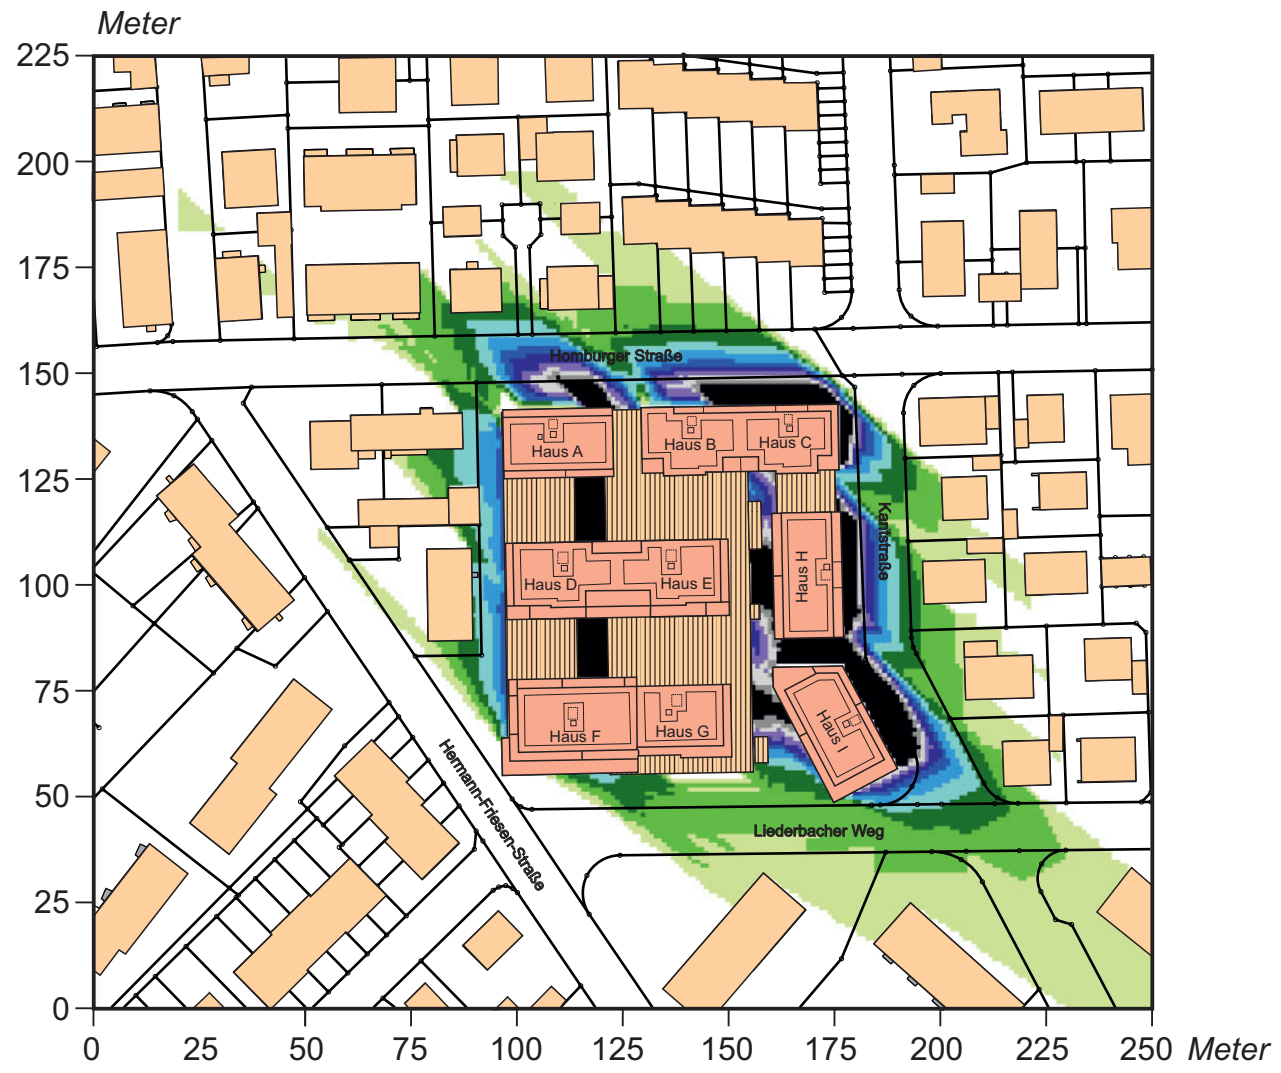 Meter
225
200
175
150
125
100
75
50
25
0
Homburger Straße
Haus A
Haus B
Haus C
Haus D
Haus E
Haus H
Kantstraße
Haus F
Haus G
Haus I
Hermann-Friesen-Straße
Liederbacher Weg
0 25 50 75 100 125 150 175 200 225 250 Meter